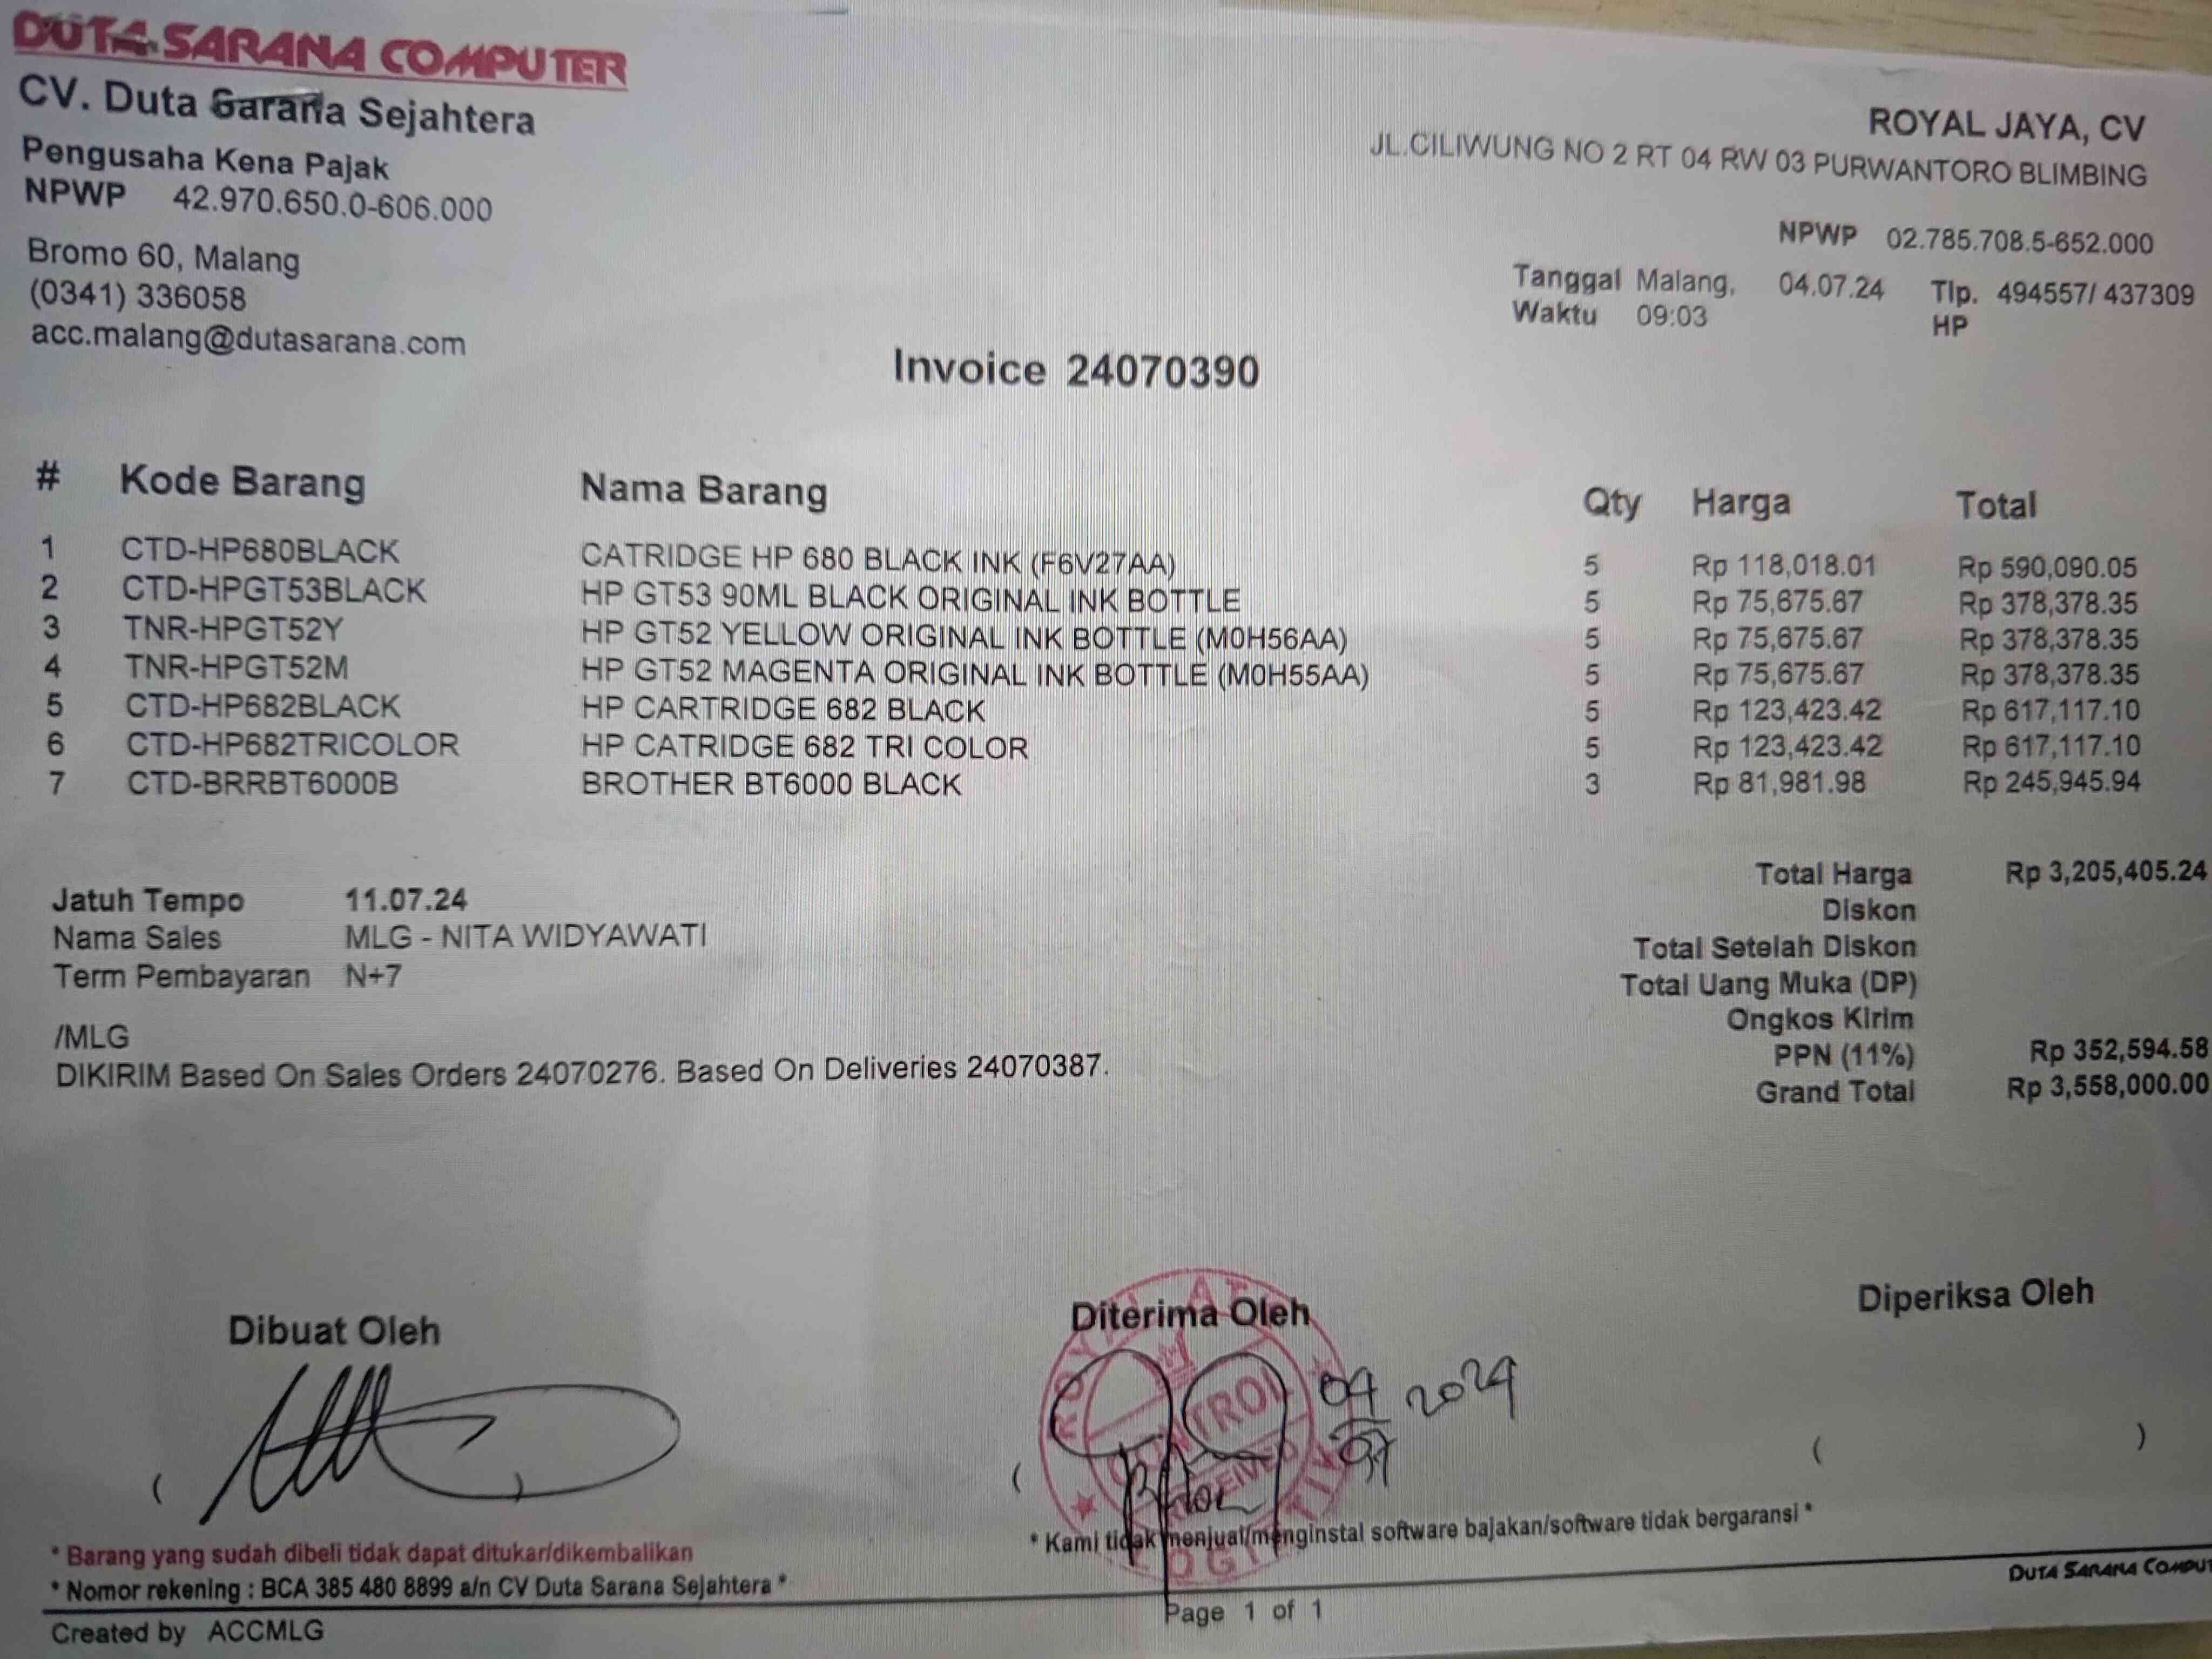 DUTA SARANA COMPUTER
CV. Duta Sarana Sejahtera
Pengusaha Kena Pajak
NPWP 42.970.650.0-606.000
Bromo 60, Malang
(0341) 336058
acc.malang@dutasarana.com
ROYAL JAYA, CV
JL.CILIWUNG NO 2 RT 04 RW 03 PURWANTORO BLIMBING
NPWP 02.785.708.5-652.000
Tanggal Malang, 04.07.24 Tlp. 494557/ 437309
Waktu 09:03 HP
Invoice 24070390
# Kode Barang Nama Barang Qty Harga Total
1 CTD-HP680BLACK CATRIDGE HP 680 BLACK INK (F6V27AA) 5 Rp 118,018.01 Rp 590,090.05
2 CTD-HPGT53BLACK HP GT53 90ML BLACK ORIGINAL INK BOTTLE 5 Rp 75,675.67 Rp 378,378.35
3 TNR-HPGT52Y HP GT52 YELLOW ORIGINAL INK BOTTLE (M0H56AA) 5 Rp 75,675.67 Rp 378,378.35
4 TNR-HPGT52M HP GT52 MAGENTA ORIGINAL INK BOTTLE (M0H55AA) 5 Rp 75,675.67 Rp 378,378.35
5 CTD-HP682BLACK HP CARTRIDGE 682 BLACK 5 Rp 123,423.42 Rp 617,117.10
6 CTD-HP682TRICOLOR HP CATRIDGE 682 TRI COLOR 5 Rp 123,423.42 Rp 617,117.10
7 CTD-BRRBT6000B BROTHER BT6000 BLACK 3 Rp 81,981.98 Rp 245,945.94
Jatuh Tempo 11.07.24
Nama Sales MLG - NITA WIDYAWATI
Term Pembayaran N+7
/MLG
DIKIRIM Based On Sales Orders 24070276. Based On Deliveries 24070387.
Total Harga Rp 3,205,405.24
Diskon
Total Setelah Diskon
Total Uang Muka (DP)
Ongkos Kirim
PPN (11%) Rp 352,594.58
Grand Total Rp 3,558,000.00
Dibuat Oleh Diterima Oleh Diperiksa Oleh
CONTROL
04 2024
07
( ) ( ( )
* Barang yang sudah dibeli tidak dapat ditukar/dikembalikan
* Kami tidak menjual/menginstal software bajakan/software tidak bergaransi *
* Nomor rekening : BCA 385 480 8899 a/n CV Duta Sarana Sejahtera *
DUTA SARANA COMPUT
Page 1 of 1
Created by ACCMLG